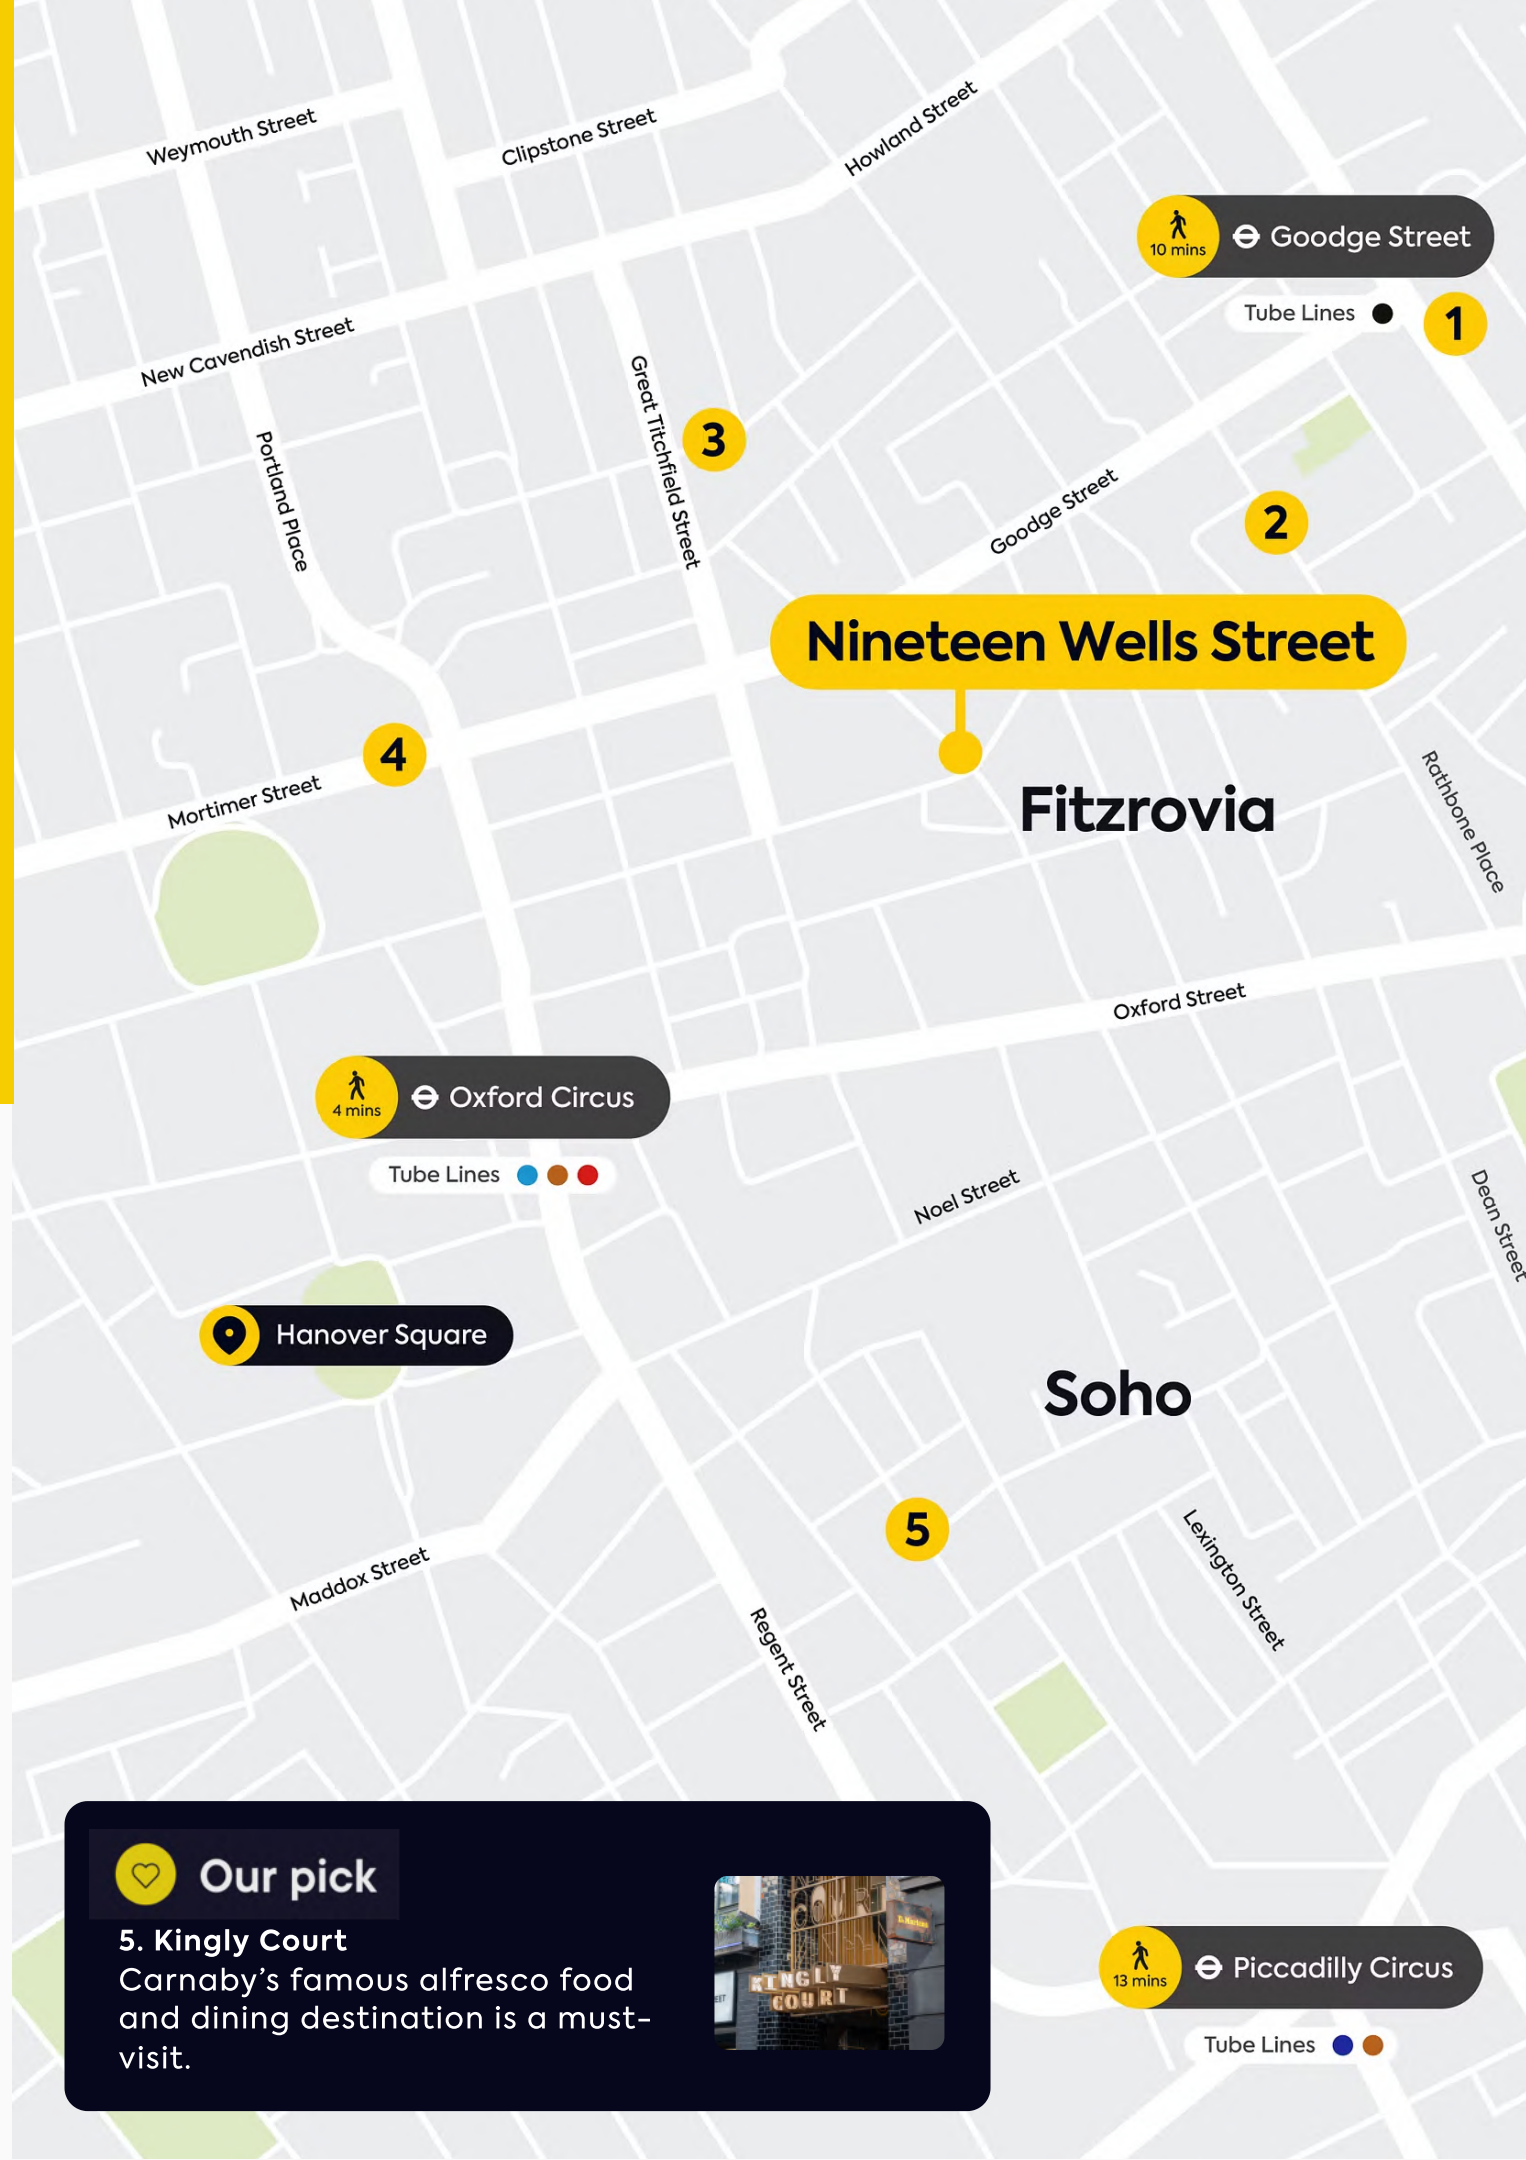 Weymouth Street
Clipstone Street
Howland Street
10 mins
Goodge Street
Tube Lines
1
New Cavendish Street
Great Titchfield Street
3
Portland Place
Goodge Street
2
Nineteen Wells Street
4
Mortimer Street
Fitzrovia
Rathbone Place
Oxford Street
4 mins
Oxford Circus
Tube Lines
Noel Street
Dean Street
Hanover Square
Soho
5
Lexington Street
Maddox Street
Regent Street
Our pick
5. Kingly Court
Carnaby's famous alfresco food
and dining destination is a must-
visit.
KINGLY
COURT
13 mins
Piccadilly Circus
Tube Lines